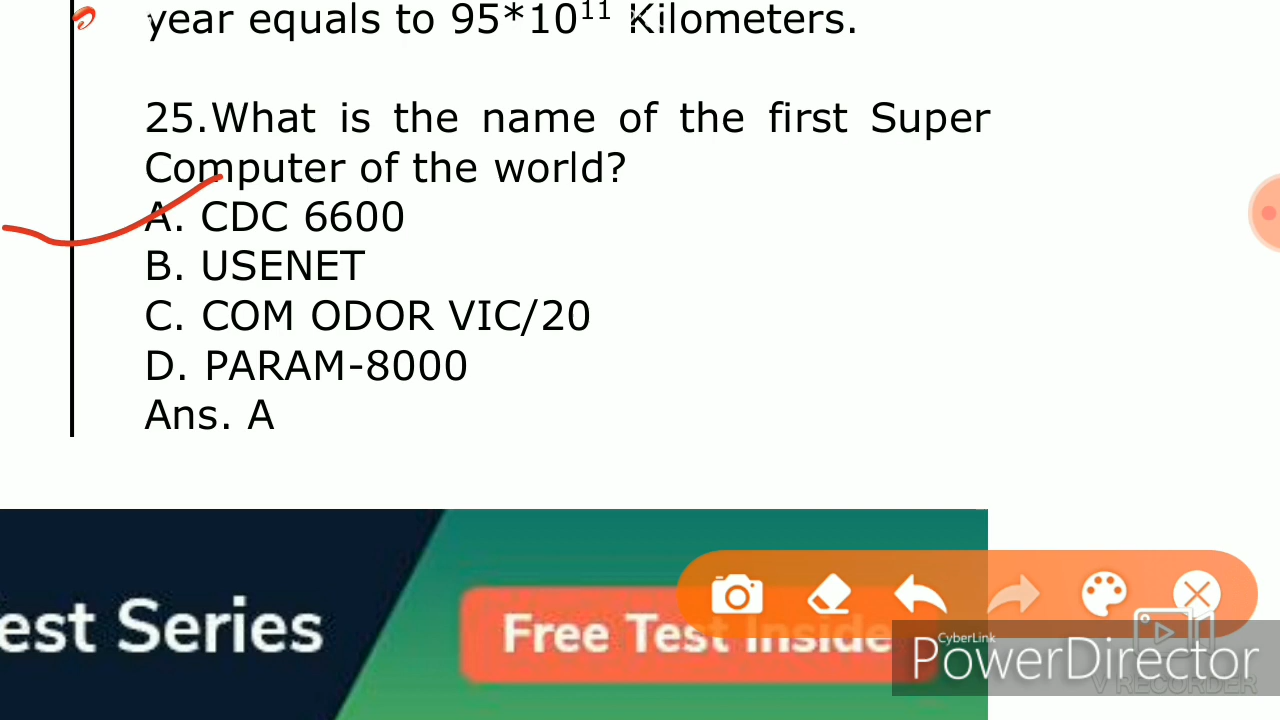 year equals to 95*10¹¹ Kilometers.
25.What is the name of the first Super
Computer of the world?
A. CDC 6600
B. USENET
C. COM ODOR VIC/20
D. PARAM-8000
Ans. A
est Series
Free Test Inside
CyberLink
PowerDirector
V RECORDER